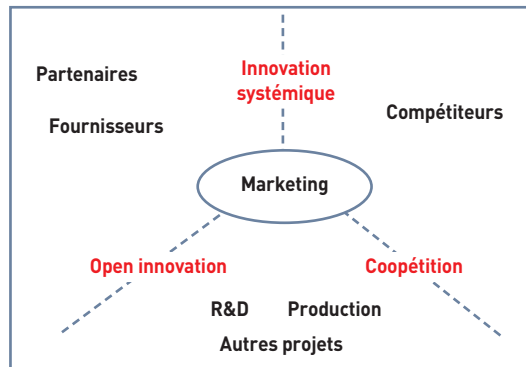 Partenaires
Innovation
systémique
Compétiteurs
Fournisseurs
Marketing
Open innovation
Coopétition
R&D
Production
Autres projets